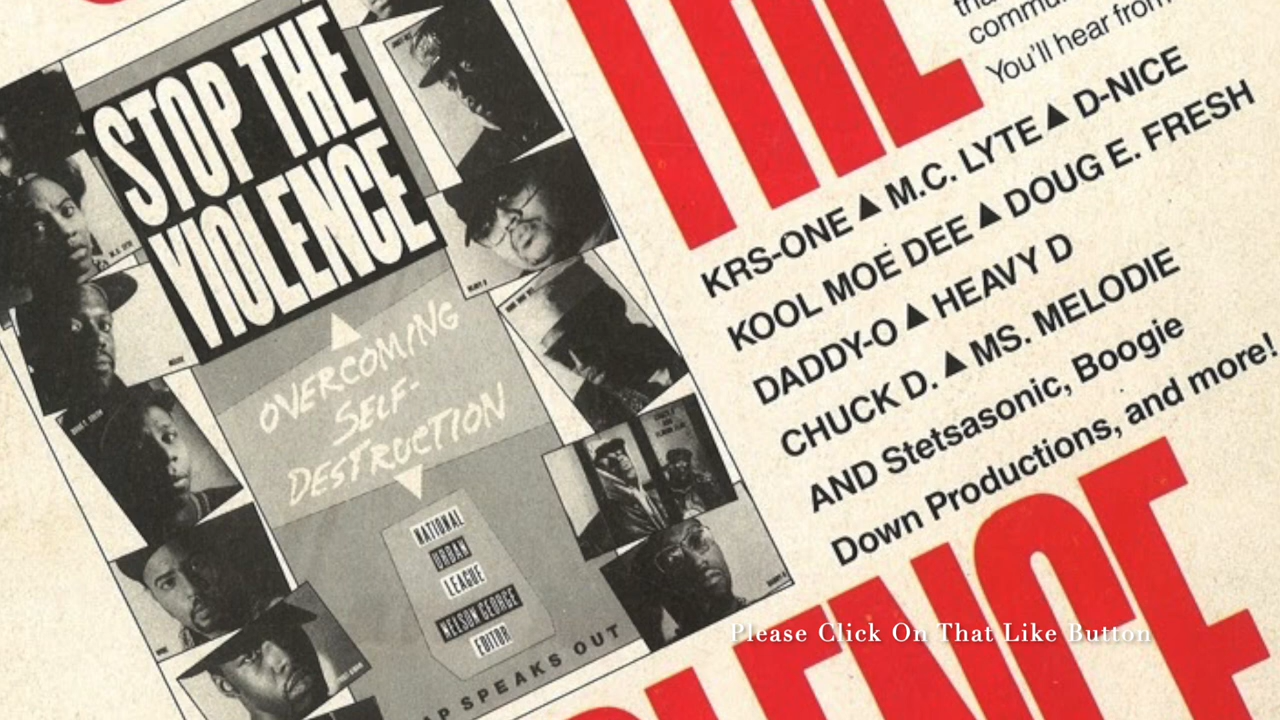 STOP THE
VIOLENCE
OVERCOMING
SELF-
DESTRUCTION
NATIONAL
URBAN
LEAGUE
NELSON GEORGE
EDITOR
SPEAKS OUT
THE
You'll hear from
KRS-ONE ▲ M.C. LYTE ▲ D-NICE
KOOL MOE DEE ▲ DOUG E. FRESH
DADDY-O ▲ HEAVY D
CHUCK D. ▲ MS. MELODIE
AND Stetsasonic, Boogie
Down Productions, and more!
VIOLENCE
Please Click On That Like Button